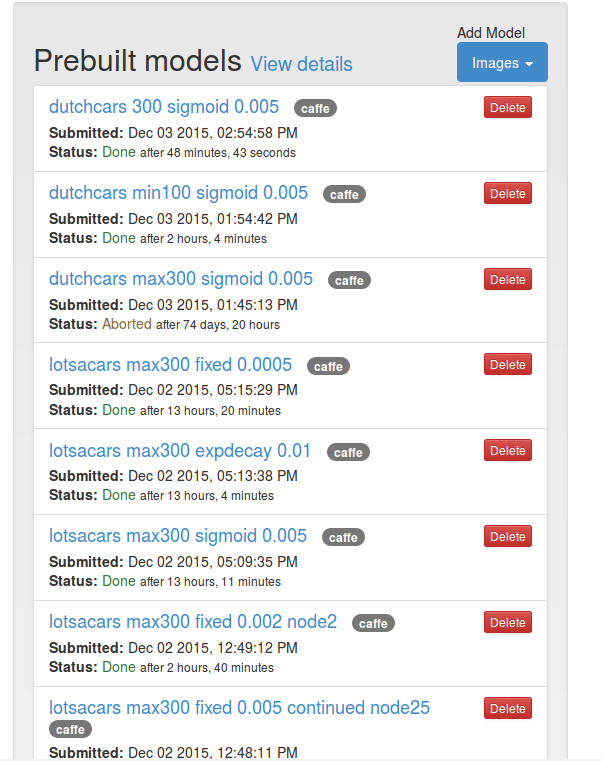 Add Model
Prebuilt models View details
Images
dutchcars 300 sigmoid 0.005 caffe Delete
Submitted: Dec 03 2015, 02:54:58 PM
Status: Done after 48 minutes, 43 seconds
dutchcars min100 sigmoid 0.005 caffe Delete
Submitted: Dec 03 2015, 01:54:42 PM
Status: Done after 2 hours, 4 minutes
dutchcars max300 sigmoid 0.005 caffe Delete
Submitted: Dec 03 2015, 01:45:13 PM
Status: Aborted after 74 days, 20 hours
lotsacars max300 fixed 0.0005 caffe Delete
Submitted: Dec 02 2015, 05:15:29 PM
Status: Done after 13 hours, 20 minutes
lotsacars max300 expdecay 0.01 caffe Delete
Submitted: Dec 02 2015, 05:13:38 PM
Status: Done after 13 hours, 4 minutes
lotsacars max300 sigmoid 0.005 caffe Delete
Submitted: Dec 02 2015, 05:09:35 PM
Status: Done after 13 hours, 11 minutes
lotsacars max300 fixed 0.002 node2 caffe Delete
Submitted: Dec 02 2015, 12:49:12 PM
Status: Done after 2 hours, 40 minutes
lotsacars max300 fixed 0.005 continued node25 Delete
caffe
Submitted: Dec 02 2015, 12:48:11 PM